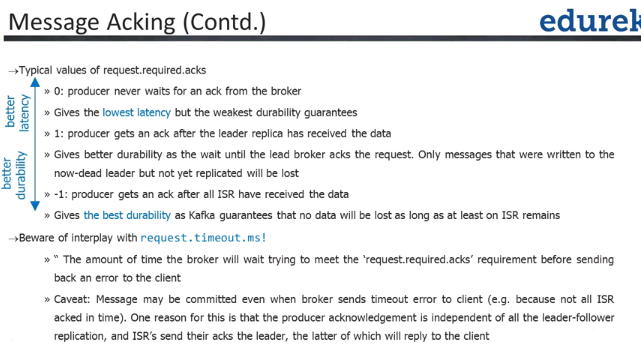 Message Acking (Contd.)
edurek
→Typical values of request.required.acks
» 0: producer never waits for an ack from the broker
» Gives the lowest latency but the weakest durability guarantees
» 1: producer gets an ack after the leader replica has received the data
» Gives better durability as the wait until the lead broker acks the request. Only messages that were written to the
now-dead leader but not yet replicated will be lost
» -1: producer gets an ack after all ISR have received the data
» Gives the best durability as Kafka guarantees that no data will be lost as long as at least on ISR remains
better
latency
better
durability
→Beware of interplay with request.timeout.ms!
» " The amount of time the broker will wait trying to meet the 'request.required.acks' requirement before sending
back an error to the client
» Caveat: Message may be committed even when broker sends timeout error to client (e.g. because not all ISR
acked in time). One reason for this is that the producer acknowledgement is independent of all the leader-follower
replication, and ISR's send their acks the leader, the latter of which will reply to the client